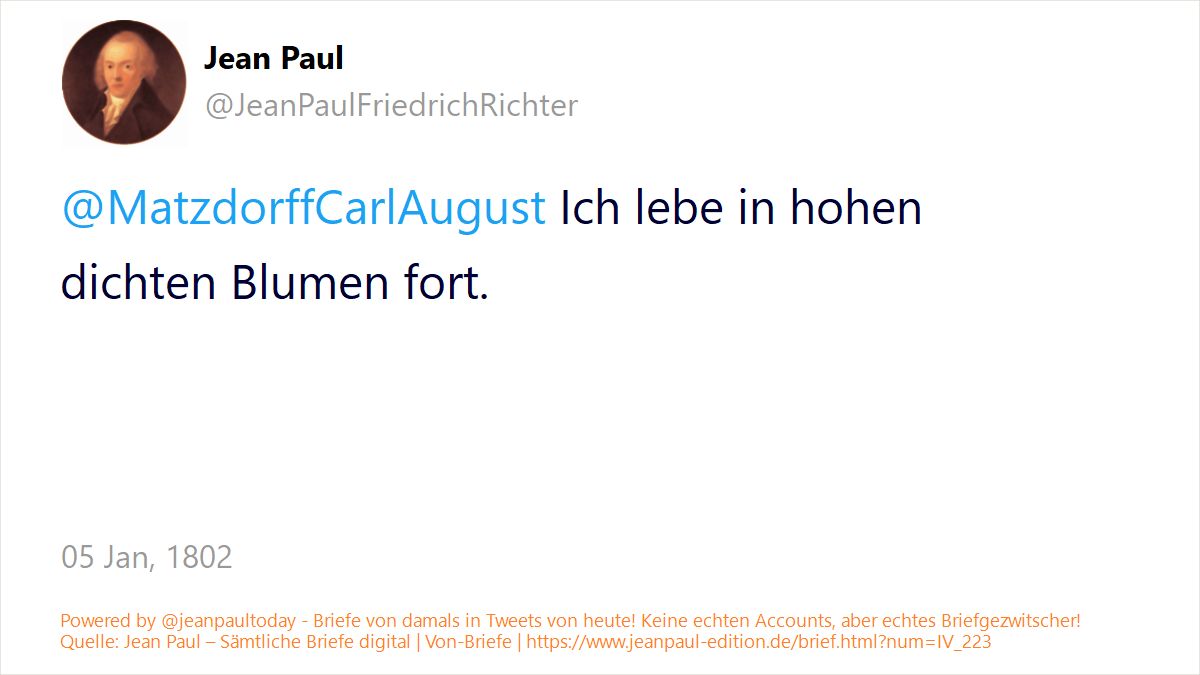 Jean Paul
@JeanPaulFriedrichRichter
@MatzdorffCarlAugust Ich lebe in hohen
dichten Blumen fort.
05 Jan, 1802
Powered by @jeanpaultoday - Briefe von damals in Tweets von heute! Keine echten Accounts, aber echtes Briefgezwitscher!
Quelle: Jean Paul – Sämtliche Briefe digital | Von-Briefe | https://www.jeanpaul-edition.de/brief.html?num=IV_223